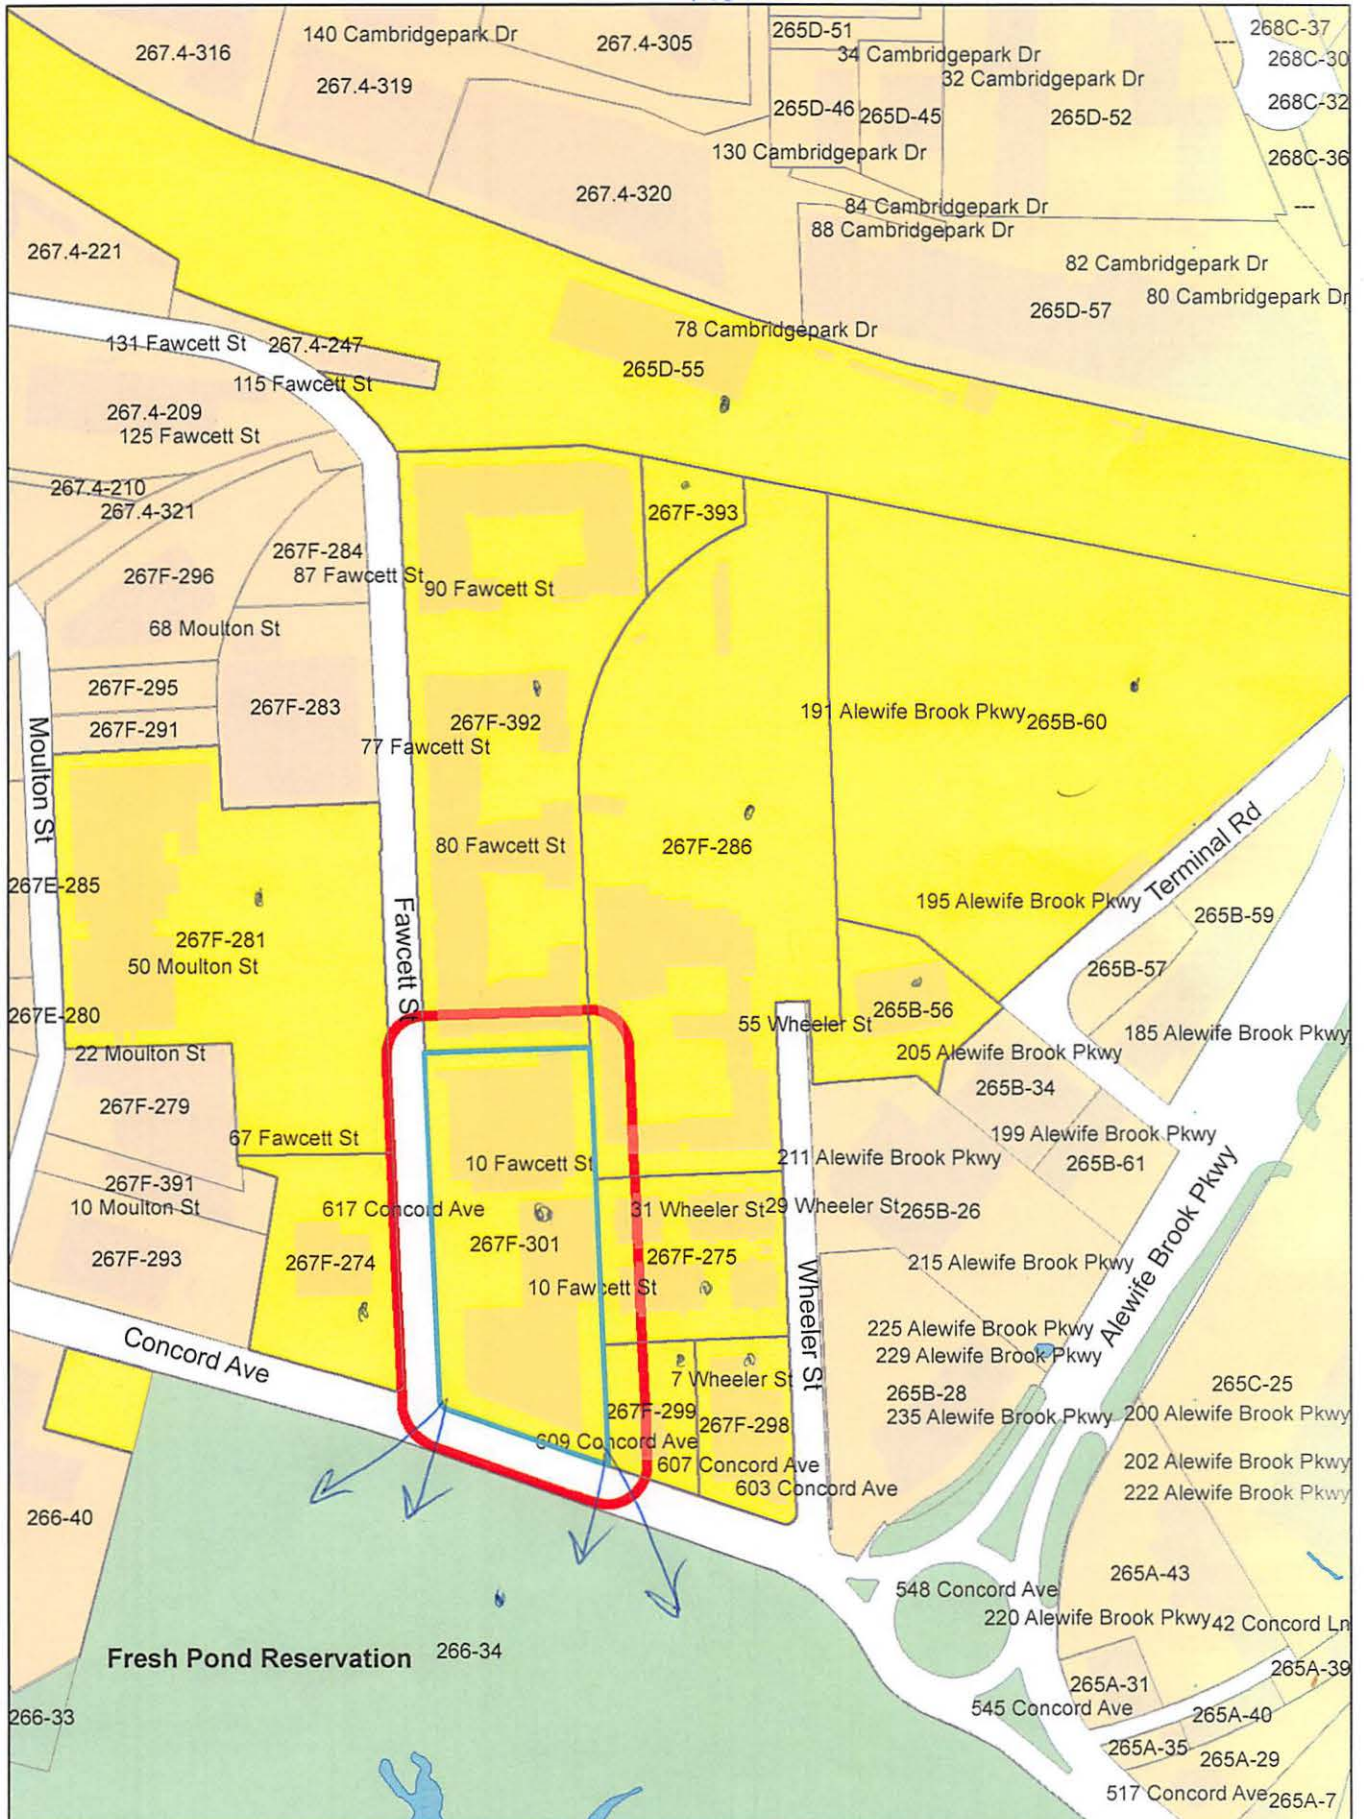 140 Cambridgepark Dr
267.4-316
267.4-305
267.4-319
265D-51
34 Cambridgepark Dr
32 Cambridgepark Dr
268C-37
268C-30
268C-32
268C-36
---
---
265D-46
265D-45
265D-52
130 Cambridgepark Dr
267.4-320
84 Cambridgepark Dr
88 Cambridgepark Dr
82 Cambridgepark Dr
80 Cambridgepark Dr
265D-57
267.4-221
78 Cambridgepark Dr
131 Fawcett St
267.4-247
265D-55
115 Fawcett St
267.4-209
125 Fawcett St
267.4-210
267.4-321
267F-393
267F-284
267F-296
87 Fawcett St
90 Fawcett St
68 Moulton St
267F-295
267F-283
267F-291
267F-392
77 Fawcett St
191 Alewife Brook Pkwy
265B-60
Moulton St
80 Fawcett St
267F-286
Terminal Rd
267E-285
195 Alewife Brook Pkwy
265B-59
Fawcett St
267F-281
50 Moulton St
265B-57
267E-280
55 Wheeler St
265B-56
185 Alewife Brook Pkwy
22 Moulton St
205 Alewife Brook Pkwy
265B-34
267F-279
67 Fawcett St
199 Alewife Brook Pkwy
10 Fawcett St
211 Alewife Brook Pkwy
265B-61
267F-391
10 Moulton St
617 Concord Ave
31 Wheeler St
29 Wheeler St
265B-26
267F-293
267F-274
267F-301
267F-275
215 Alewife Brook Pkwy
10 Fawcett St
Wheeler St
Alewife Brook Pkwy
Concord Ave
225 Alewife Brook Pkwy
229 Alewife Brook Pkwy
7 Wheeler St
265B-28
265C-25
267F-299
267F-298
235 Alewife Brook Pkwy
200 Alewife Brook Pkwy
609 Concord Ave
607 Concord Ave
202 Alewife Brook Pkwy
603 Concord Ave
222 Alewife Brook Pkwy
266-40
265A-43
548 Concord Ave
220 Alewife Brook Pkwy
42 Concord Ln
Fresh Pond Reservation
266-34
265A-39
265A-31
266-33
545 Concord Ave
265A-40
265A-35
265A-29
517 Concord Ave
265A-7